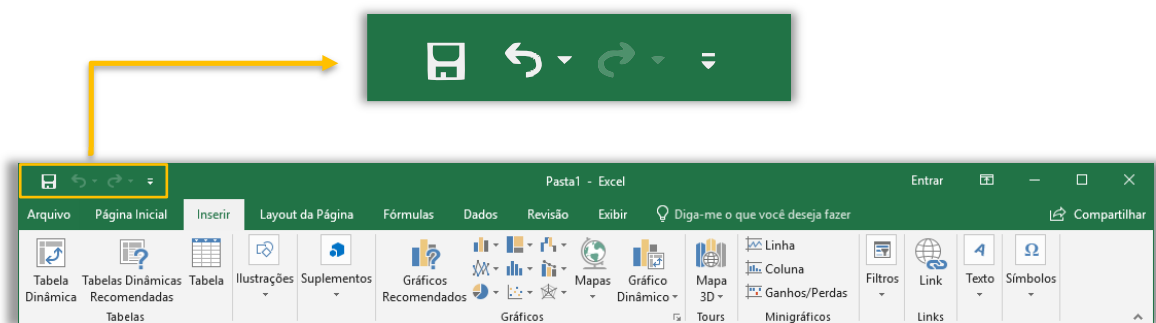 Pasta1 - Excel
Entrar
Arquivo Página Inicial Inserir Layout da Página Fórmulas Dados Revisão Exibir Diga-me o que você deseja fazer Compartilhar
Tabela Dinâmica
Tabelas Dinâmicas Recomendadas
Tabela
Tabelas
Ilustrações
Suplementos
Gráficos Recomendados
Mapas
Gráfico Dinâmico
Gráficos
Mapa 3D
Tours
Linha
Coluna
Ganhos/Perdas
Minigráficos
Filtros
Link
Links
Texto
Símbolos